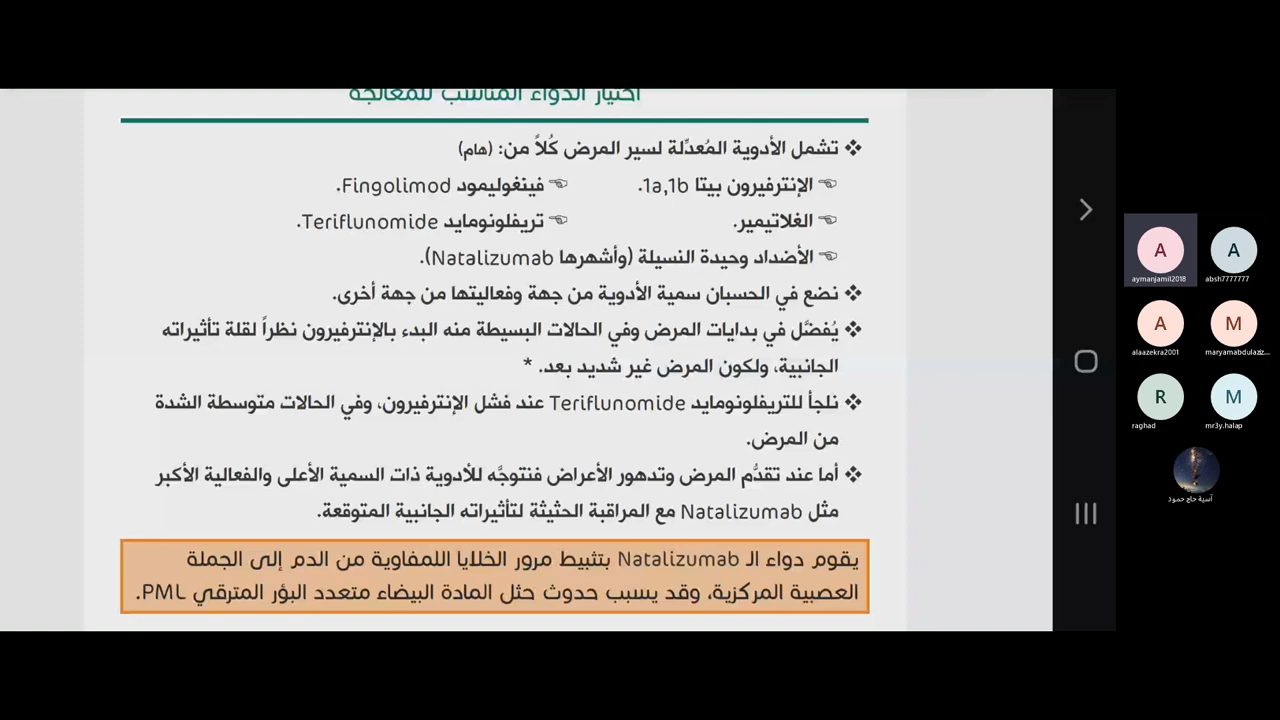 اختيار الدواء المناسب للمعالجة
❖ تشمل الأدوية المُعدِّلة لسير المرض كُلاً من: (هام)
☜ الإنترفيرون بيتا 1a,1b. ☜ فينغوليمود Fingolimod.
☜ الغلاتيمير. ☜ تريفلونومايد Teriflunomide.
☜ الأضداد وحيدة النسيلة (وأشهرها Natalizumab).
❖ نضع في الحسبان سمية الأدوية من جهة وفعاليتها من جهة أخرى.
❖ يُفضَّل في بدايات المرض وفي الحالات البسيطة منه البدء بالإنترفيرون نظراً لقلة تأثيراته
الجانبية، ولكون المرض غير شديد بعد. *
❖ نلجأ للتريفلونومايد Teriflunomide عند فشل الإنترفيرون، وفي الحالات متوسطة الشدة
من المرض.
❖ أما عند تقدُّم المرض وتدهور الأعراض فنتوجَّه للأدوية ذات السمية الأعلى والفعالية الأكبر
مثل Natalizumab مع المراقبة الحثيثة لتأثيراته الجانبية المتوقعة.
يقوم دواء الـ Natalizumab بتثبيط مرور الخلايا اللمفاوية من الدم إلى الجملة
العصبية المركزية، وقد يسبب حدوث حثل المادة البيضاء متعدد البؤر المترقي PML.
A A
aymanjamil2018 absh7777777
A M
alaazekra2001 maryamabdulaziz...
R M
raghad mr3y.halap
آسية حاج حمود